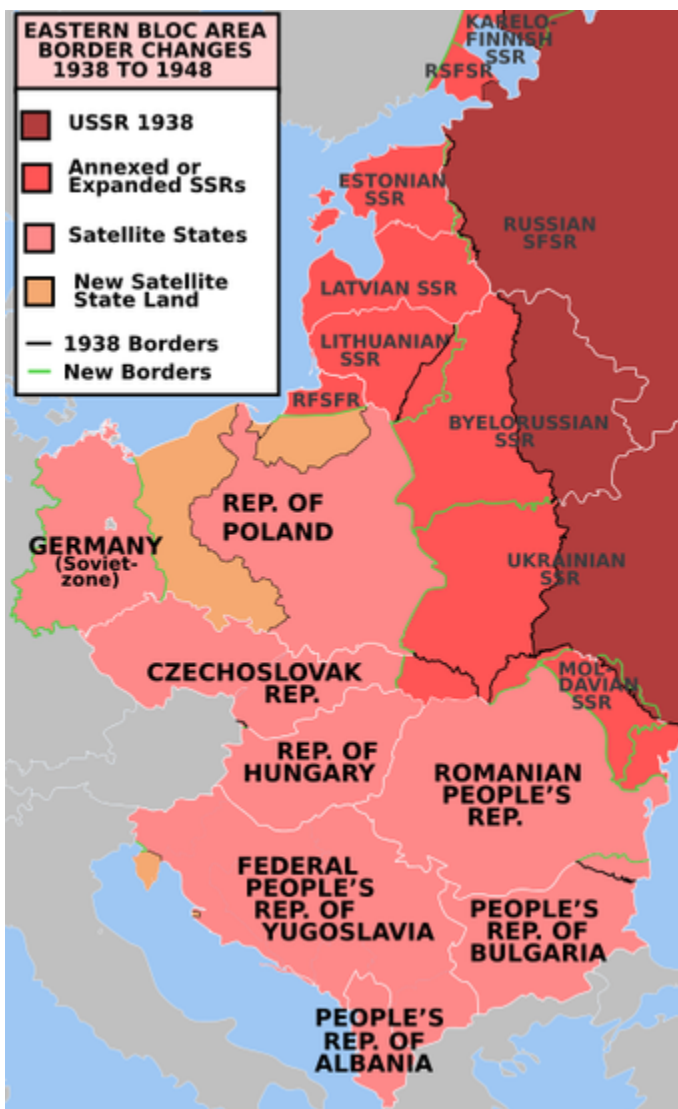 EASTERN BLOC AREA
BORDER CHANGES
1938 TO 1948
USSR 1938
Annexed or
Expanded SSRs
Satellite States
New Satellite
State Land
1938 Borders
New Borders
KARELO-
FINNISH
SSR
RSFSR
ESTONIAN
SSR
RUSSIAN
SFSR
LATVIAN SSR
LITHUANIAN
SSR
RFSFR
BYELORUSSIAN
SSR
REP. OF
POLAND
GERMANY
(Soviet-
zone)
UKRAINIAN
SSR
CZECHOSLOVAK
REP.
MOL
DAVIAN
SSR
REP. OF
HUNGARY
ROMANIAN
PEOPLE'S
REP.
FEDERAL
PEOPLE'S
REP. OF
YUGOSLAVIA
PEOPLE'S
REP. OF
BULGARIA
PEOPLE'S
REP. OF
ALBANIA